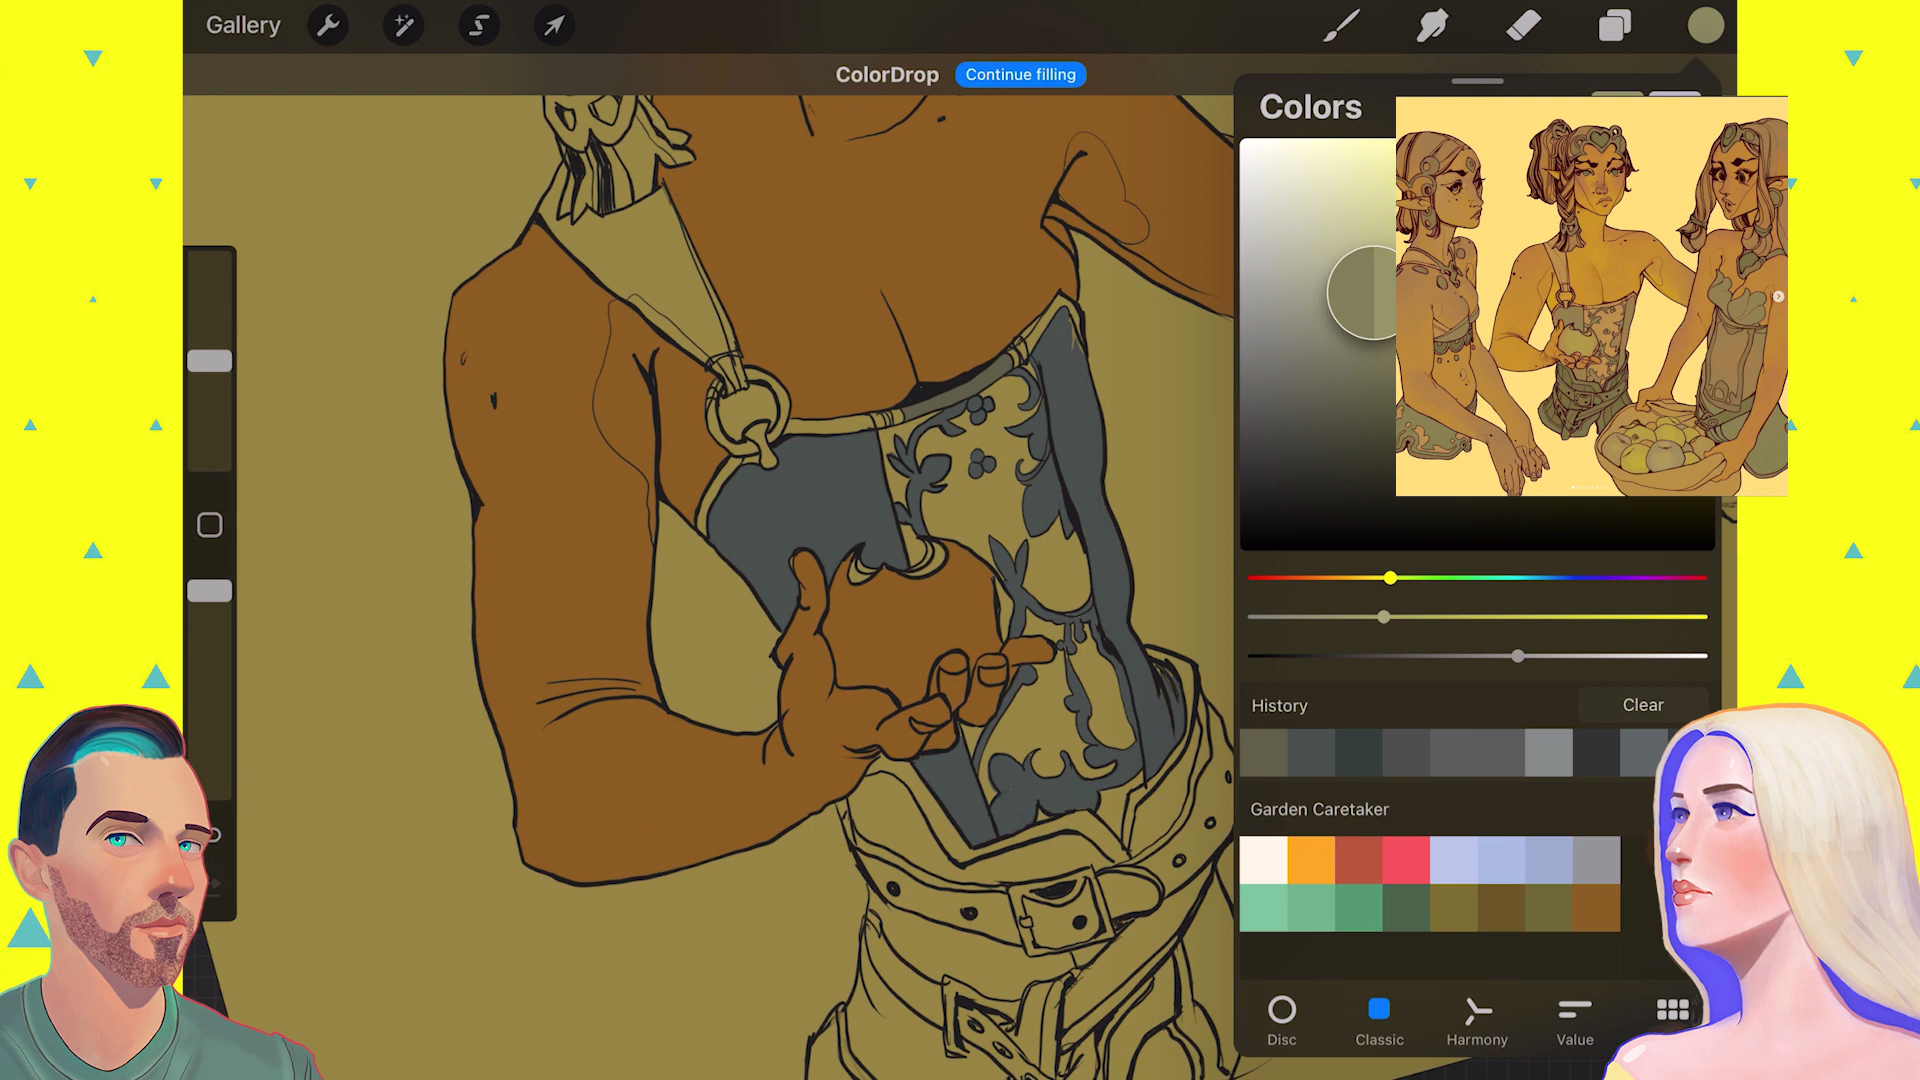 Gallery
ColorDrop Continue filling
Colors
History Clear
Garden Caretaker
Disc Classic Harmony Value